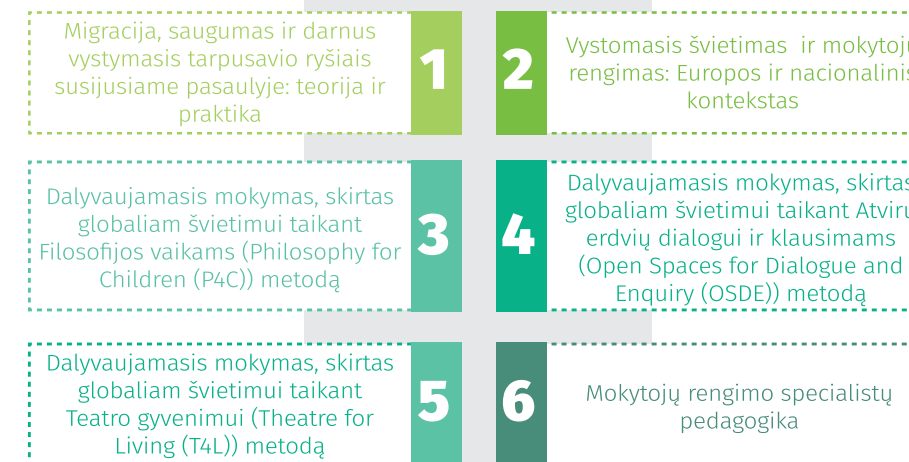 Migracija, saugumas ir darnus
vystymasis tarpusavio ryšiais
susijusiame pasaulyje: teorija ir
praktika
1
2
Vystomasis švietimas ir mokytojų
rengimas: Europos ir nacionalinis
kontekstas
Dalyvaujamasis mokymas, skirtas
globaliam švietimui taikant
Filosofijos vaikams (Philosophy for
Children (P4C)) metodą
3
4
Dalyvaujamasis mokymas, skirtas
globaliam švietimui taikant Atvirų
erdvių dialogui ir klausimams
(Open Spaces for Dialogue and
Enquiry (OSDE)) metodą
Dalyvaujamasis mokymas, skirtas
globaliam švietimui taikant
Teatro gyvenimui (Theatre for
Living (T4L)) metodą
5
6
Mokytojų rengimo specialistų
pedagogika